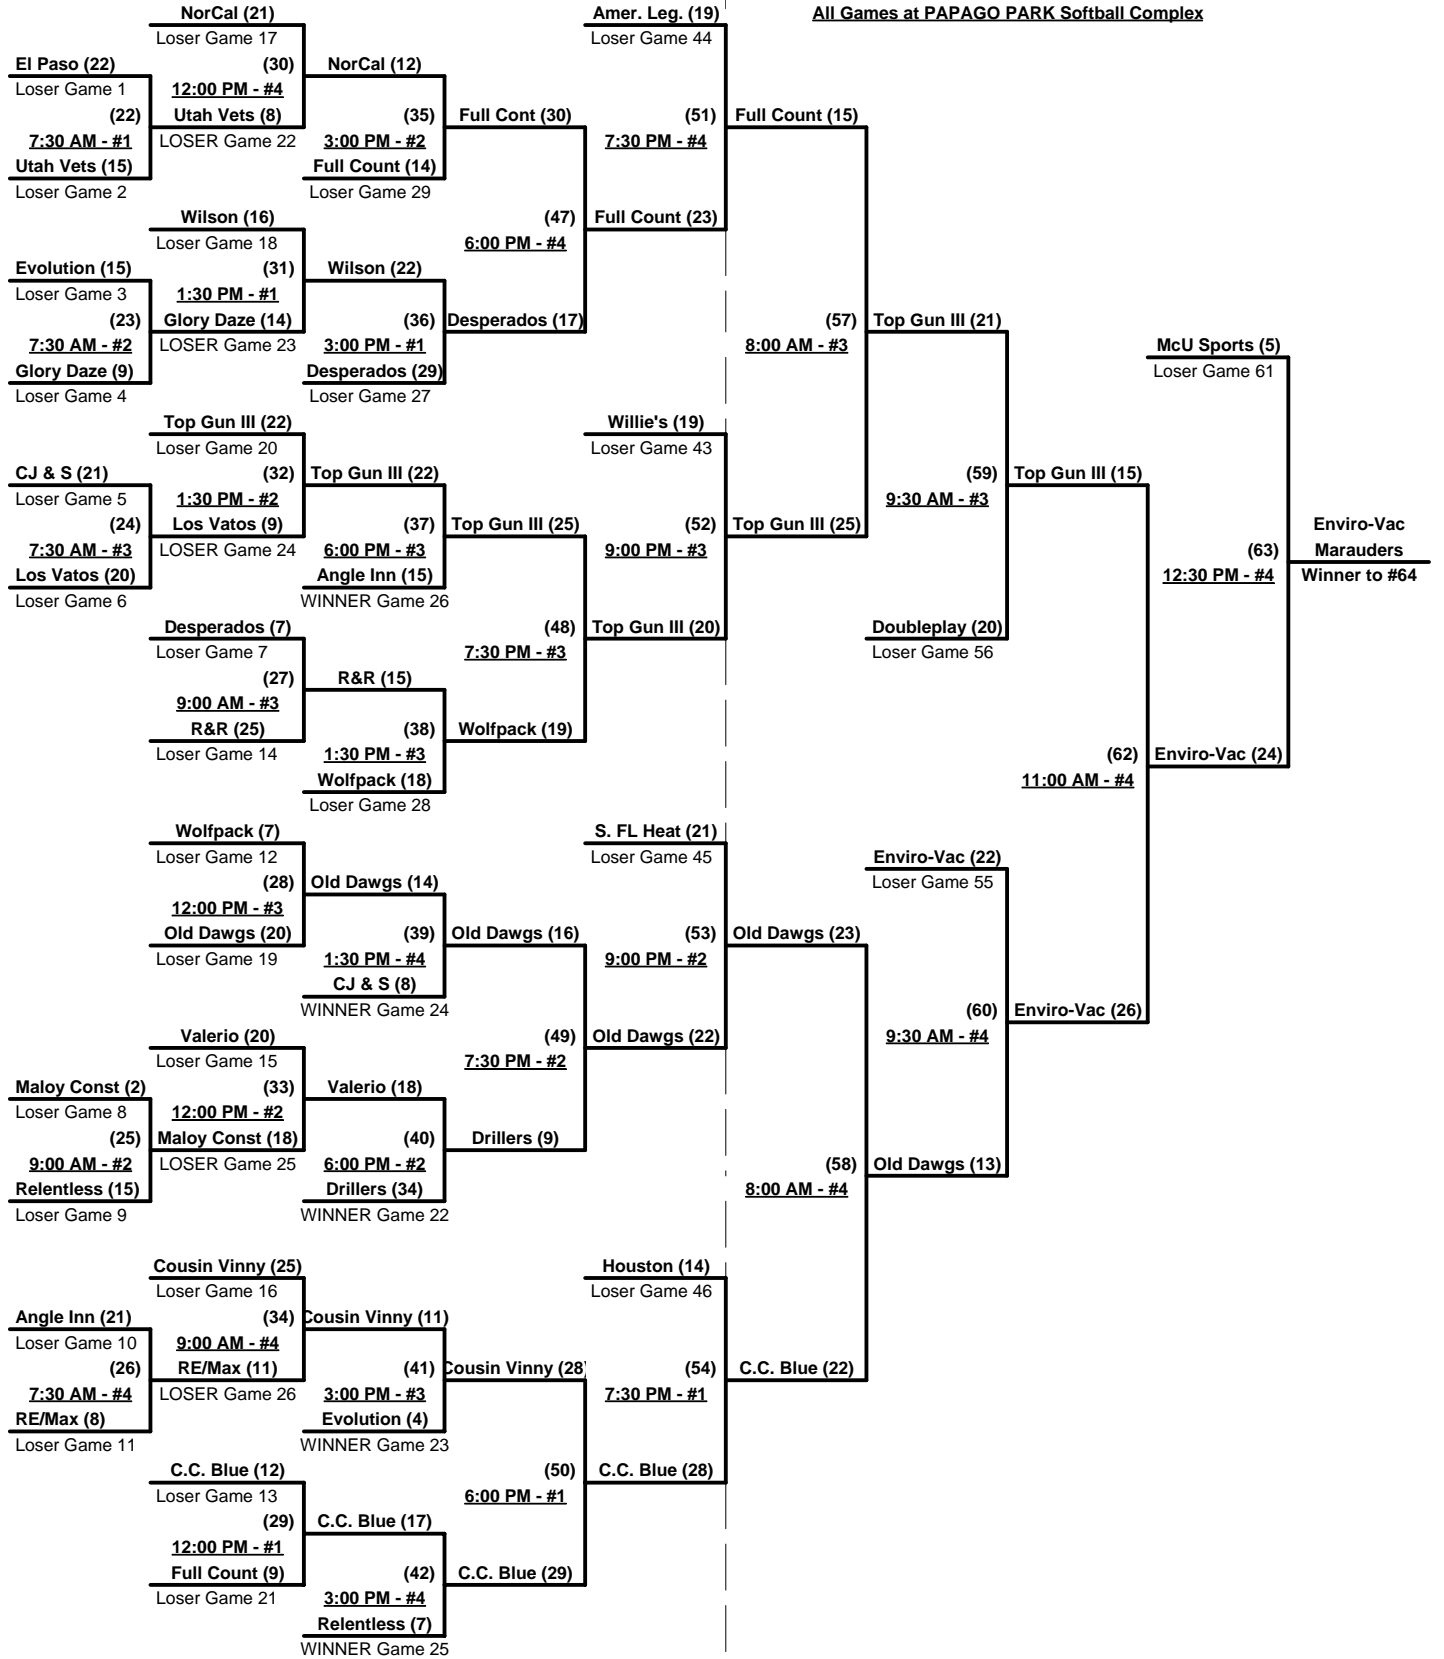 NorCal (21)
Loser Game 17
El Paso (22)
Loser Game 1
(30)
12:00 PM - #4
NorCal (12)
(22)
7:30 AM - #1
Utah Vets (8)
LOSER Game 22
(35)
3:00 PM - #2
Full Cont (30)
Utah Vets (15)
Loser Game 2
Full Count (14)
Loser Game 29
Wilson (16)
Loser Game 18
(47)
6:00 PM - #4
Full Count (23)
Evolution (15)
Loser Game 3
(31)
1:30 PM - #1
Wilson (22)
(23)
7:30 AM - #2
Glory Daze (14)
LOSER Game 23
(36)
3:00 PM - #1
Desperados (17)
Glory Daze (9)
Loser Game 4
Desperados (29)
Loser Game 27
Top Gun III (22)
Loser Game 20
CJ & S (21)
Loser Game 5
(32)
1:30 PM - #2
Top Gun III (22)
(24)
7:30 AM - #3
Los Vatos (9)
LOSER Game 24
(37)
6:00 PM - #3
Top Gun III (25)
Los Vatos (20)
Loser Game 6
Angle Inn (15)
WINNER Game 26
Desperados (7)
Loser Game 7
(48)
7:30 PM - #3
Top Gun III (20)
(27)
9:00 AM - #3
R&R (15)
R&R (25)
Loser Game 14
(38)
1:30 PM - #3
Wolfpack (19)
Wolfpack (18)
Loser Game 28
Wolfpack (7)
Loser Game 12
(28)
12:00 PM - #3
Old Dawgs (14)
Old Dawgs (20)
Loser Game 19
(39)
1:30 PM - #4
Old Dawgs (16)
CJ & S (8)
WINNER Game 24
Valerio (20)
Loser Game 15
(49)
7:30 PM - #2
Old Dawgs (22)
Maloy Const (2)
Loser Game 8
(33)
12:00 PM - #2
Valerio (18)
(25)
9:00 AM - #2
Maloy Const (18)
LOSER Game 25
(40)
6:00 PM - #2
Drillers (9)
Relentless (15)
Loser Game 9
Drillers (34)
WINNER Game 22
Cousin Vinny (25)
Loser Game 16
Angle Inn (21)
Loser Game 10
(34)
9:00 AM - #4
Cousin Vinny (11)
(26)
7:30 AM - #4
RE/Max (11)
LOSER Game 26
(41)
3:00 PM - #3
Cousin Vinny (28)
RE/Max (8)
Loser Game 11
Evolution (4)
WINNER Game 23
C.C. Blue (12)
Loser Game 13
(50)
6:00 PM - #1
C.C. Blue (28)
(29)
12:00 PM - #1
C.C. Blue (17)
Full Count (9)
Loser Game 21
(42)
3:00 PM - #4
C.C. Blue (29)
Relentless (7)
WINNER Game 25
Amer. Leg. (19)
Loser Game 44
(51)
7:30 PM - #4
Full Count (15)
Willie's (19)
Loser Game 43
(52)
9:00 PM - #3
Top Gun III (25)
S. FL Heat (21)
Loser Game 45
(53)
9:00 PM - #2
Old Dawgs (23)
Houston (14)
Loser Game 46
(54)
7:30 PM - #1
C.C. Blue (22)
All Games at PAPAGO PARK Softball Complex
(57)
8:00 AM - #3
Top Gun III (21)
(59)
9:30 AM - #3
Top Gun III (15)
Doubleplay (20)
Loser Game 56
Enviro-Vac (22)
Loser Game 55
(60)
9:30 AM - #4
Enviro-Vac (26)
(58)
8:00 AM - #4
Old Dawgs (13)
McU Sports (5)
Loser Game 61
(62)
11:00 AM - #4
Enviro-Vac (24)
(63)
12:30 PM - #4
Enviro-Vac
Marauders
Winner to #64